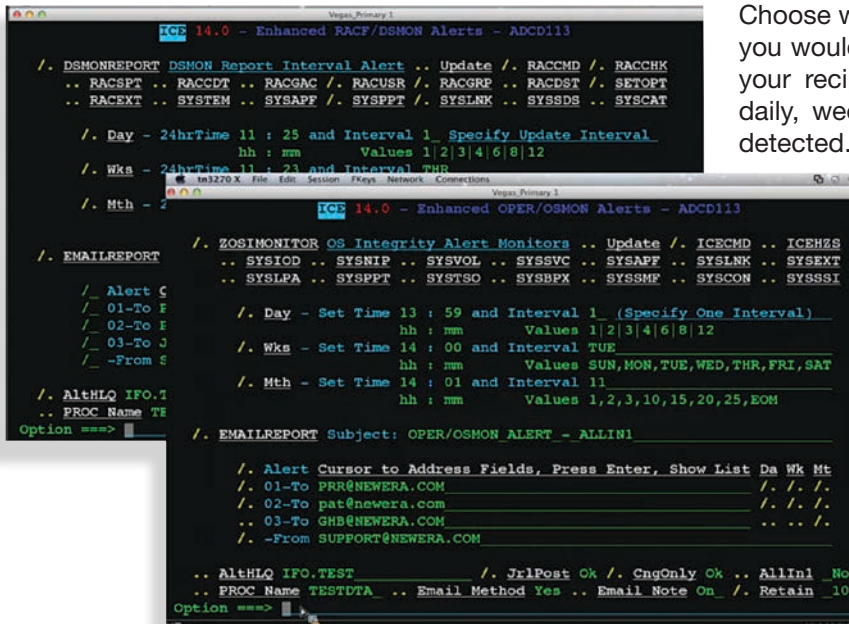 Vegas_Primary 1
ICE 14.0 - Enhanced RACF/DSMON Alerts - ADCD113
/. DSMONREPORT DSMON Report Interval Alert .. Update /. RACCMD /. RACCHK
.. RACSPT .. RACCDT .. RACGAC /. RACUSR /. RACGRP .. RACDST /. SETOPT
.. RACEXT .. SYSTEM .. SYSAPF /. SYSPPT /. SYSLNK .. SYSSDS .. SYSCAT
/. Day - 24hrTime 11 : 25 and Interval 1_ Specify Update Interval
hh : mm Values 1|2|3|4|6|8|12
/. Wks - 24hrTime 11 : 23 and Interval THR
/. Mth - 2
/. EMAILREPORT
/_ Alert
/_ 01-To
/_ 02-To
/_ 03-To
/_ -From
/. AltHLQ IFO.
.. PROC Name
Option ===>
Choose
you would
your
daily,
detected.
tn3270 X File Edit Session FKeys Network Connections
Vegas_Primary 1
ICE 14.0 - Enhanced OPER/OSMON Alerts - ADCD113
/. ZOSIMONITOR OS Integrity Alert Monitors .. Update /. ICECMD .. ICEHZS
.. SYSIOD .. SYSNIP .. SYSVOL .. SYSSVC .. SYSAPF .. SYSLNK .. SYSEXT
.. SYSLPA .. SYSPPT .. SYSTSO .. SYSBPX .. SYSSMF .. SYSCON .. SYSSSI
/. Day - Set Time 13 : 59 and Interval 1_ (Specify One Interval)
hh : mm Values 1|2|3|4|6|8|12
/. Wks - Set Time 14 : 00 and Interval TUE
hh : mm Values SUN,MON,TUE,WED,THR,FRI,SAT
/. Mth - Set Time 14 : 01 and Interval 11
hh : mm Values 1,2,3,10,15,20,25,EOM
/. EMAILREPORT Subject: OPER/OSMON_ALERT - ALLIN1
/. Alert Cursor to Address Fields, Press Enter, Show List Da Wk Mt
/. 01-To PRR@NEWERA.COM /. /. /.
/. 02-To pat@newera.com /. /. /.
.. 03-To GHB@NEWERA.COM .. .. /.
/. -From SUPPORT@NEWERA.COM
.. AltHLQ IFO.TEST /. JrlPost Ok /. CngOnly Ok .. AllIn1 _No
.. PROC Name TESTDTA_ .. Email Method Yes .. Email Note On_ /. Retain _10
Option ===>